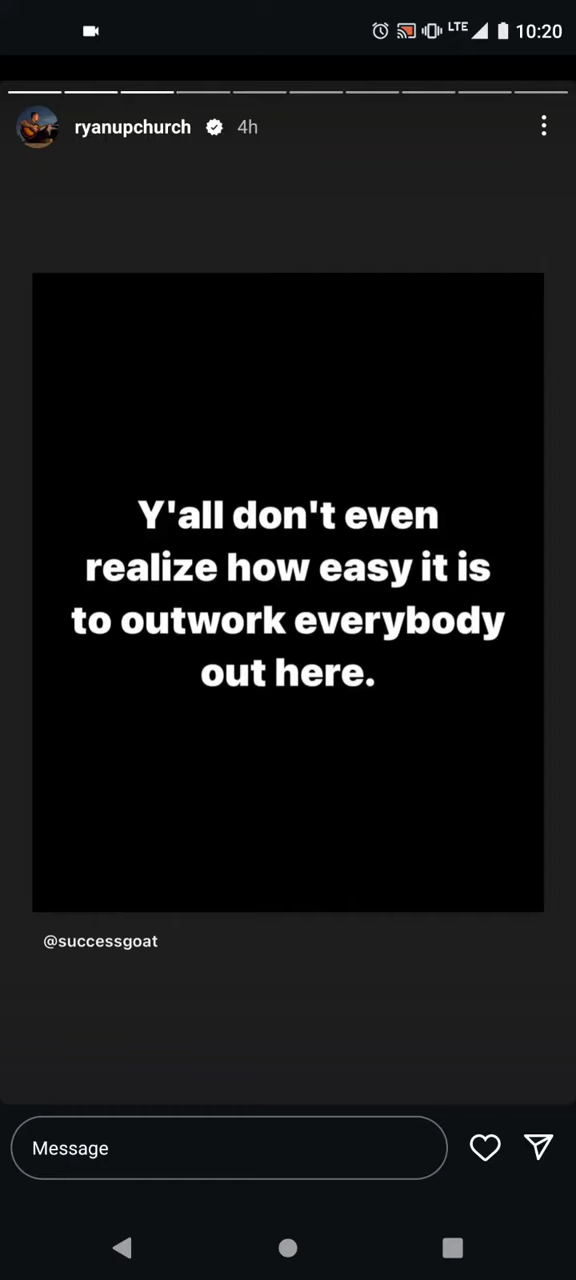 LTE 10:20
ryanupchurch 4h
Y'all don't even
realize how easy it is
to outwork everybody
out here.
@successgoat
Message